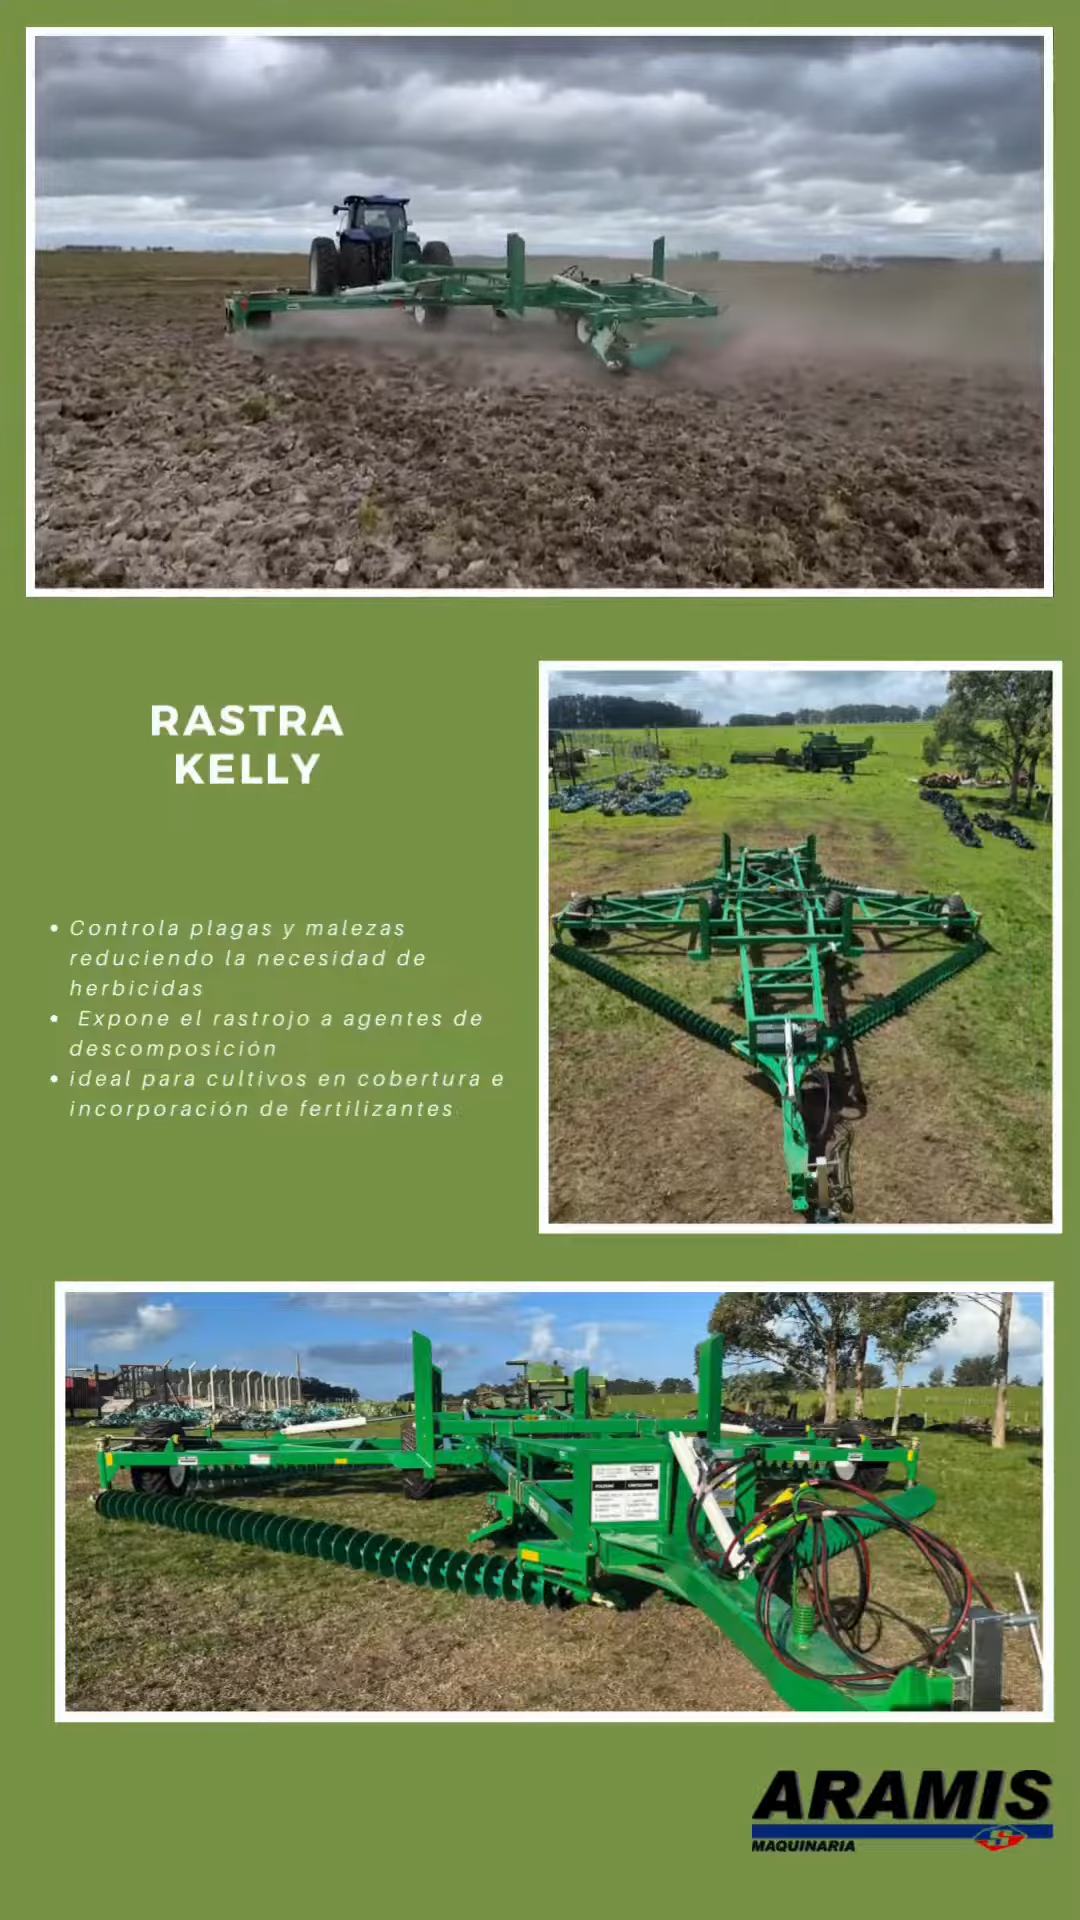 RASTRA
KELLY
• Controla plagas y malezas
reduciendo la necesidad de
herbicidas
• Expone el rastrojo a agentes de
descomposición
• ideal para cultivos en cobertura e
incorporación de fertilizantes
ARAMIS
MAQUINARIA